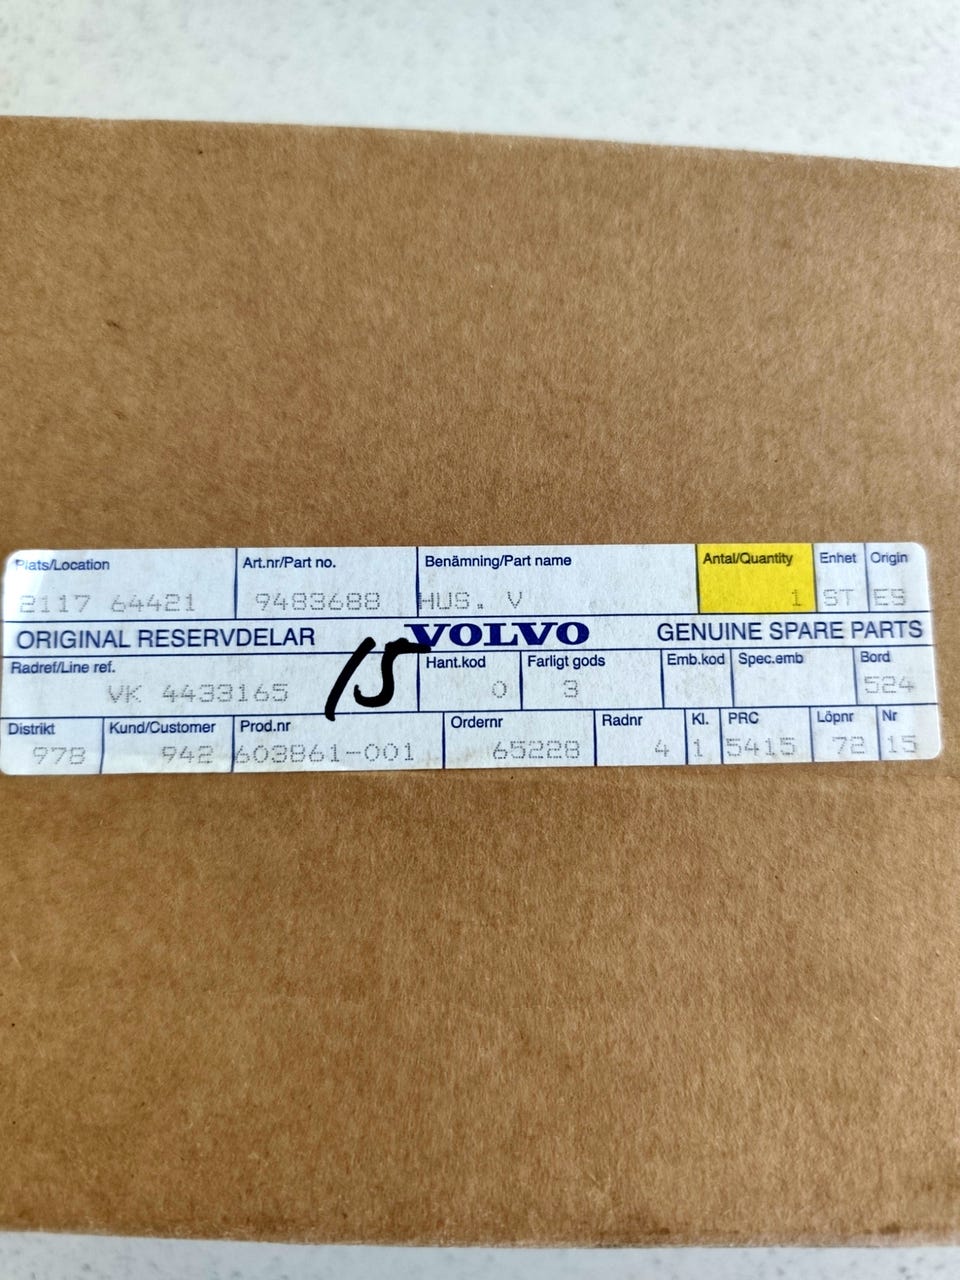 Plats/Location Art.nr/Part no. Benämning/Part name Antal/Quantity Enhet Origin
2117 64421 9483688 HUS. V 1 ST ES
ORIGINAL RESERVDELAR VOLVO GENUINE SPARE PARTS
Radref/Line ref. Hant.kod Farligt gods Emb.kod Spec.emb Bord
VK 4433165 15 0 3 524
Distrikt Kund/Customer Prod.nr Ordernr Radnr Kl. PRC Löpnr Nr
978 942 603861-001 65228 4 1 5415 72 15